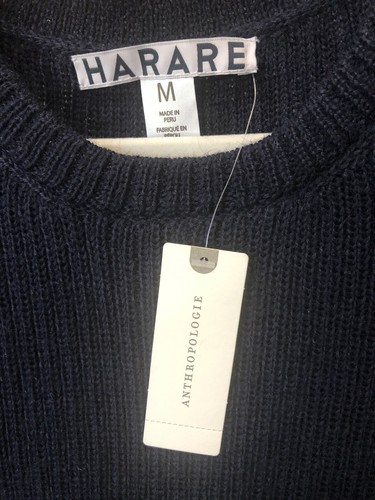 HARARE
M
MADE IN
PERU
FABRIQUÉ EN
PÉROU
ANTHROPOLOGIE